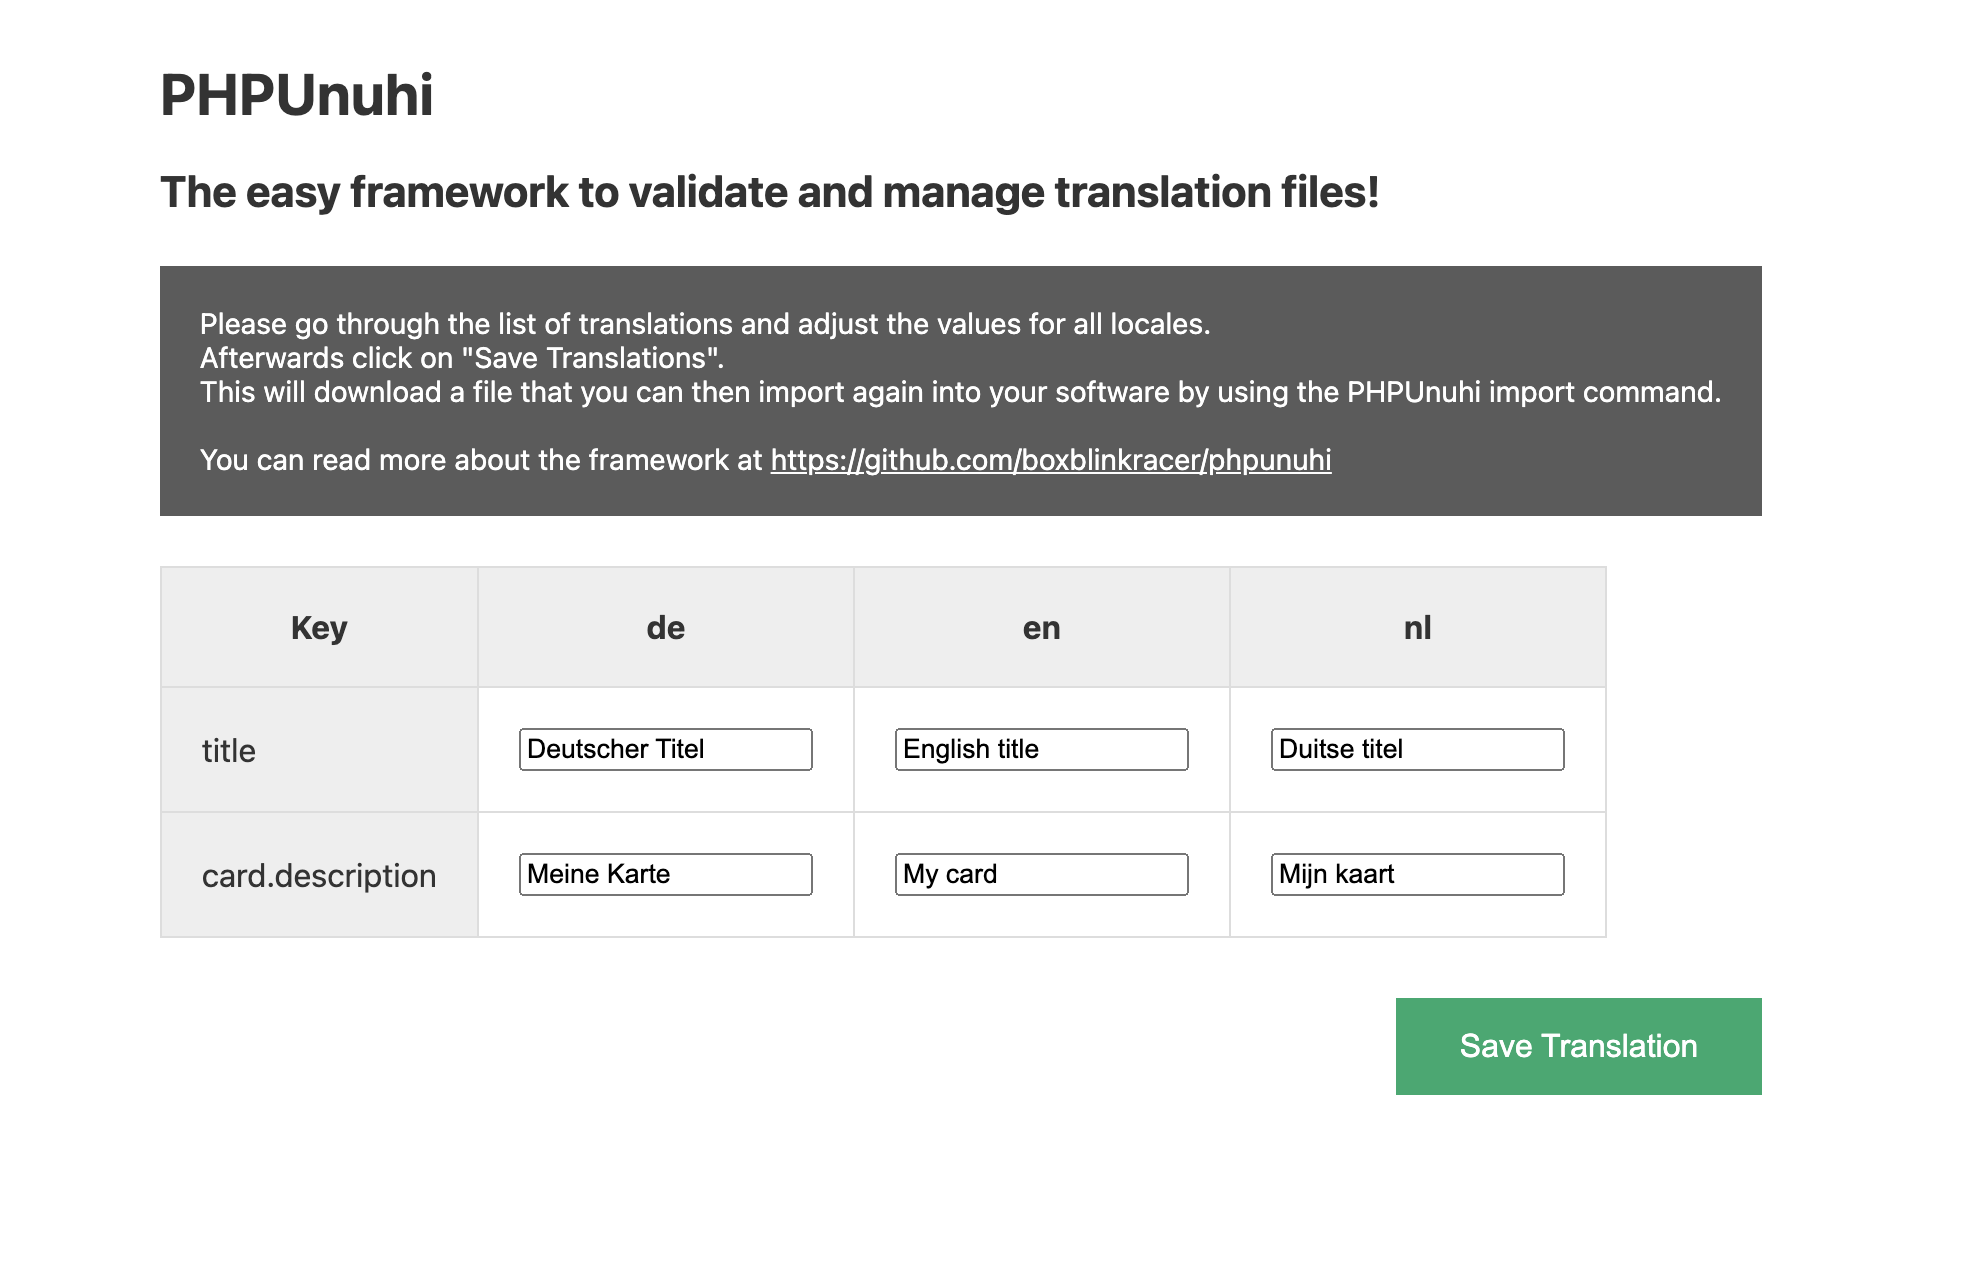 PHPUnuhi
The easy framework to validate and manage translation files!
Please go through the list of translations and adjust the values for all locales.
Afterwards click on "Save Translations".
This will download a file that you can then import again into your software by using the PHPUnuhi import command.
You can read more about the framework at https://github.com/boxblinkracer/phpunuhi
Key de en nl
title Deutscher Titel English title Duitse titel
card.description Meine Karte My card Mijn kaart
Save Translation